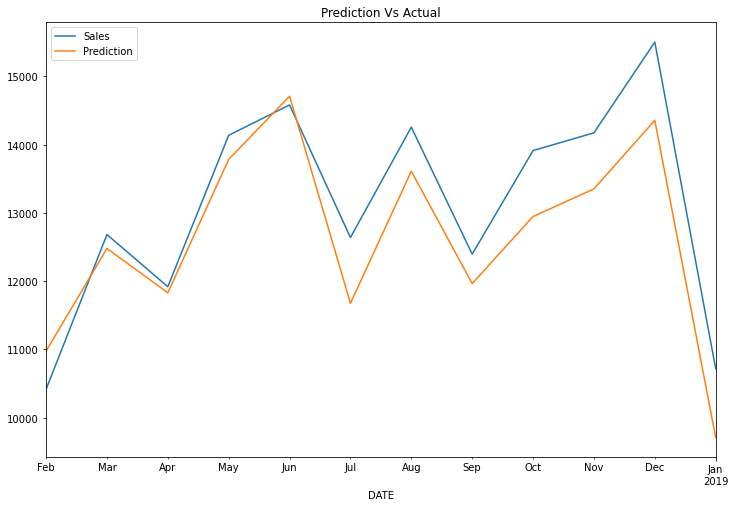 Prediction Vs Actual
Sales
Prediction
15000
14000
13000
12000
11000
10000
Feb Mar Apr May Jun Jul Aug Sep Oct Nov Dec Jan
2019
DATE